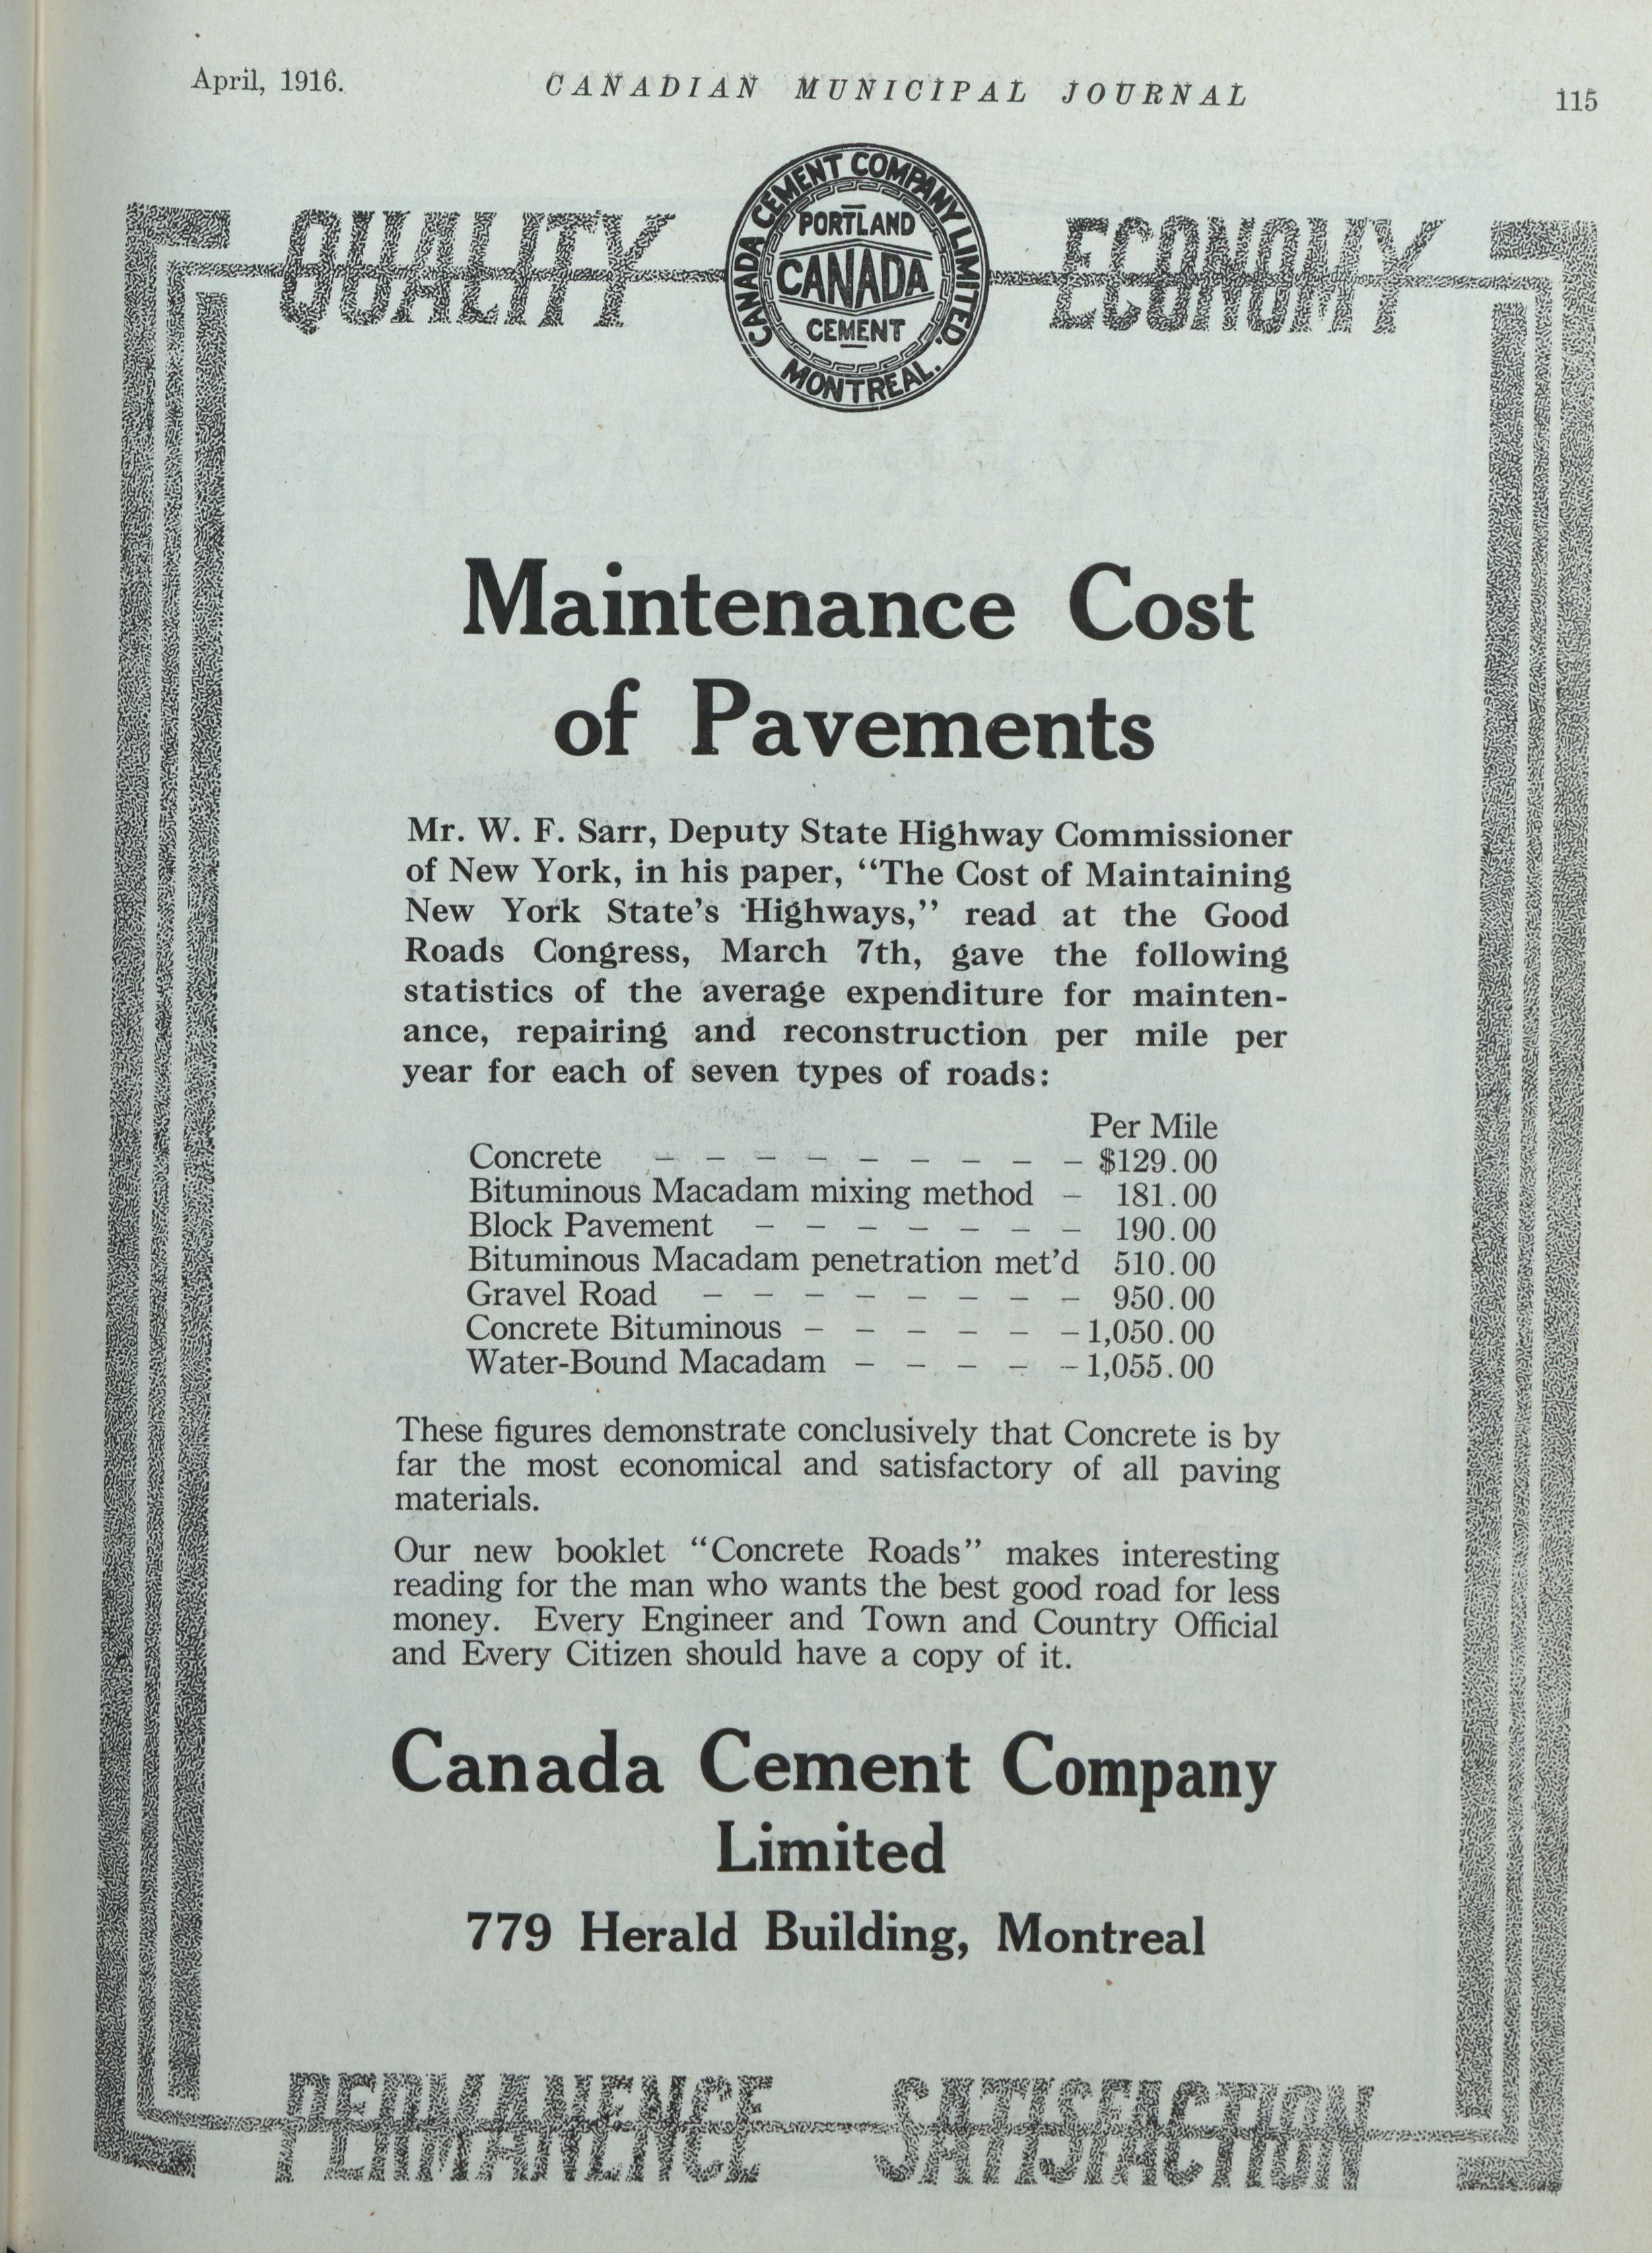 April, 1916.
CANADIAN MUNICIPAL JOURNAL
115
QUALITY
ECONOMY
CANADA CEMENT COMPANY LIMITED.
PORTLAND
CANADA
CEMENT
MONTREAL.
Maintenance Cost
of Pavements
Mr. W. F. Sarr, Deputy State Highway Commissioner
of New York, in his paper, “The Cost of Maintaining
New York State’s Highways,” read at the Good
Roads Congress, March 7th, gave the following
statistics of the average expenditure for mainten-
ance, repairing and reconstruction per mile per
year for each of seven types of roads:
Per Mile
Concrete – – – – – – – – – $129.00
Bituminous Macadam mixing method – 181.00
Block Pavement – – – – – – – 190.00
Bituminous Macadam penetration met’d 510.00
Gravel Road – – – – – – – – 950.00
Concrete Bituminous – – – – – – 1,050.00
Water-Bound Macadam – – – – – 1,055.00
These figures demonstrate conclusively that Concrete is by
far the most economical and satisfactory of all paving
materials.
Our new booklet “Concrete Roads” makes interesting
reading for the man who wants the best good road for less
money. Every Engineer and Town and Country Official
and Every Citizen should have a copy of it.
Canada Cement Company
Limited
779 Herald Building, Montreal
PERMANENCE
SATISFACTION